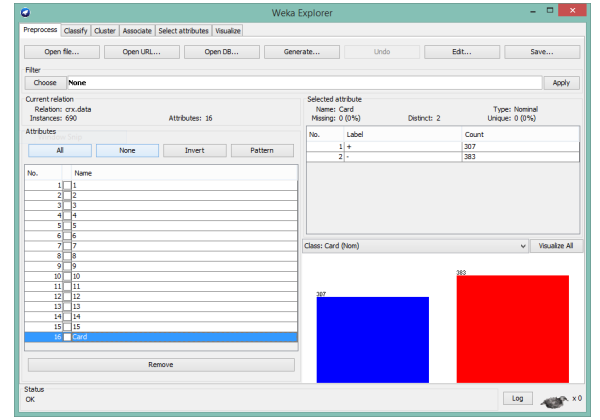 Weka Explorer
Preprocess Classify Cluster Associate Select attributes Visualize
Open file... Open URL... Open DB... Generate... Undo Edit... Save...
Filter
Choose None Apply
Current relation
Relation: crx.data
Instances: 690 Attributes: 16
Selected attribute
Name: Card Type: Nominal
Missing: 0 (0%) Distinct: 2 Unique: 0 (0%)
Attributes
All None Invert Pattern
No. Name
1 1
2 2
3 3
4 4
5 5
6 6
7 7
8 8
9 9
10 10
11 11
12 12
13 13
14 14
15 15
16 Card
Remove
No. Label Count
1 + 307
2 - 383
Class: Card (Nom) Visualize All
307
383
Status
OK
Log x 0